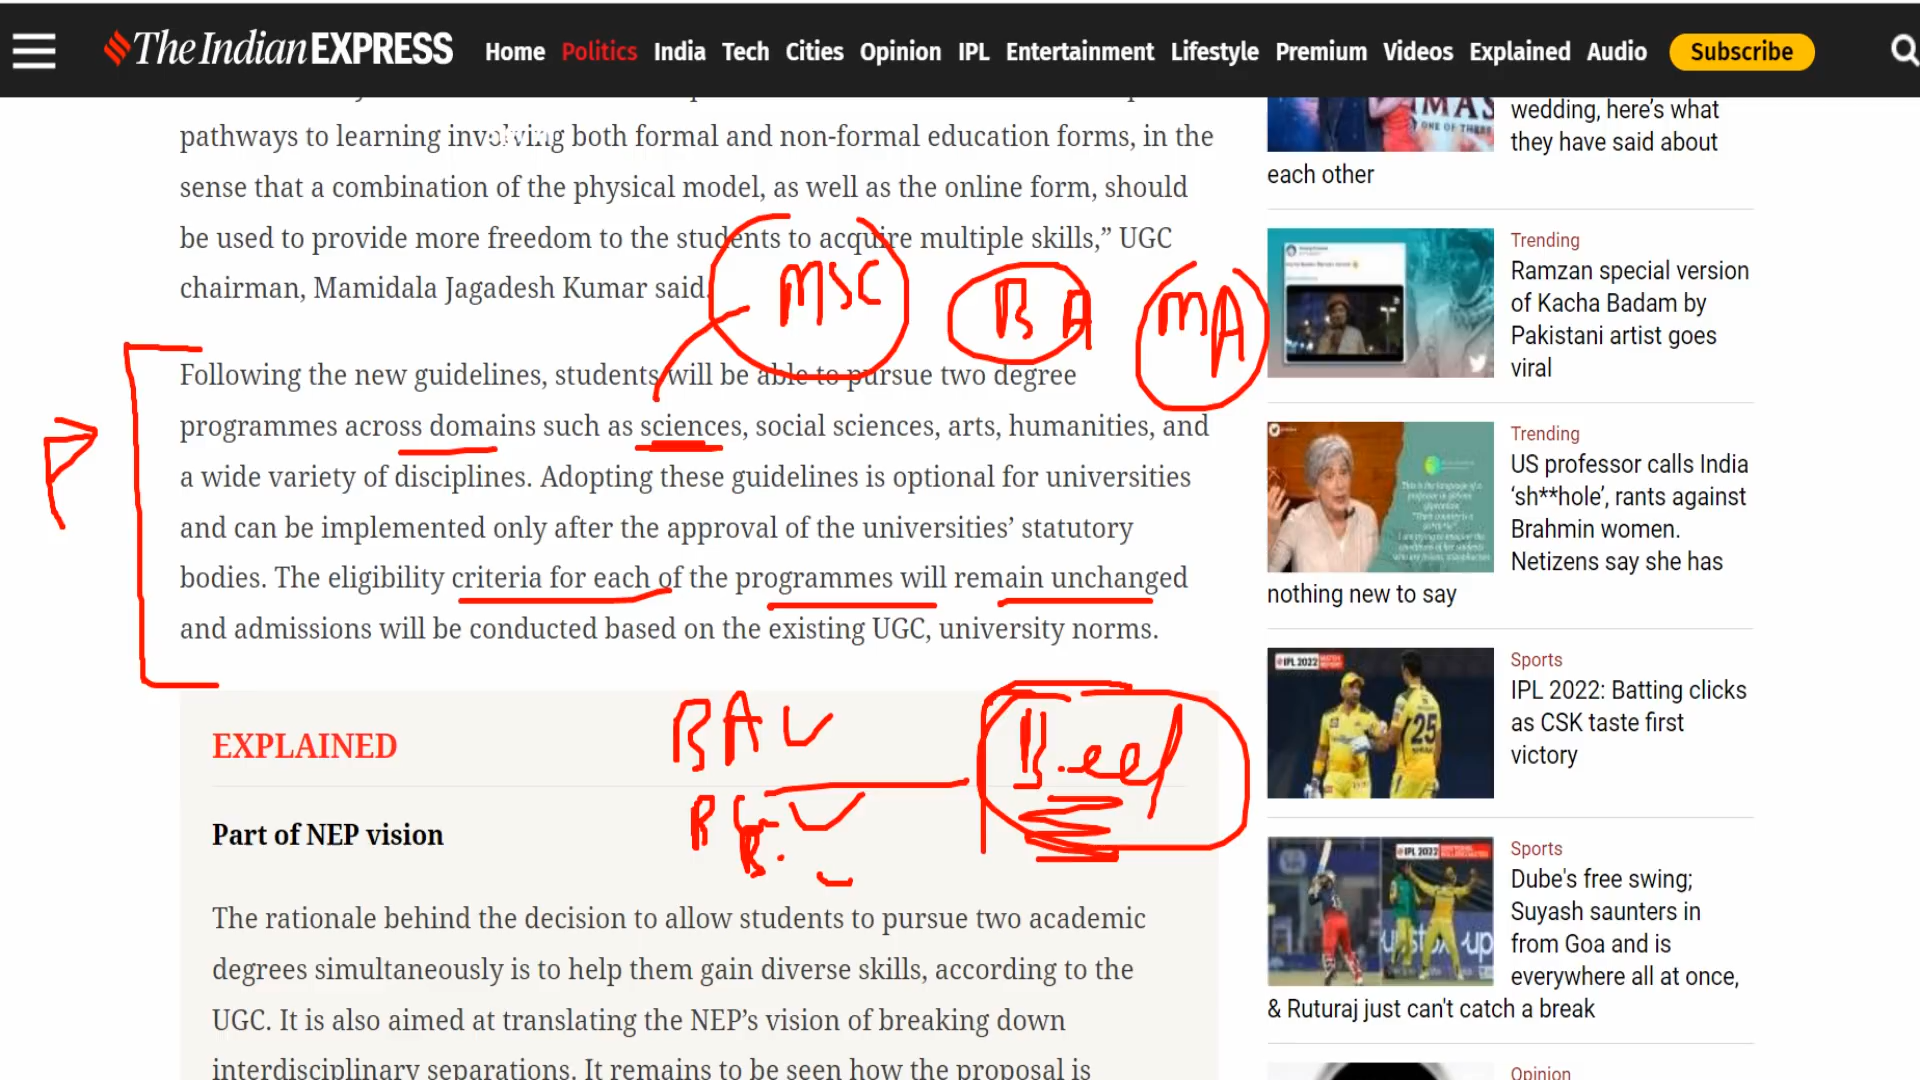 The Indian EXPRESS Home Politics India Tech Cities Opinion IPL Entertainment Lifestyle Premium Videos Explained Audio Subscribe
pathways to learning involving both formal and non-formal education forms, in the
sense that a combination of the physical model, as well as the online form, should
be used to provide more freedom to the students to acquire multiple skills,” UGC
chairman, Mamidala Jagadesh Kumar said.
MSC
BA
MA
Following the new guidelines, students will be able to pursue two degree
programmes across domains such as sciences, social sciences, arts, humanities, and
a wide variety of disciplines. Adopting these guidelines is optional for universities
and can be implemented only after the approval of the universities’ statutory
bodies. The eligibility criteria for each of the programmes will remain unchanged
and admissions will be conducted based on the existing UGC, university norms.
BA
B.ed
EXPLAINED
Part of NEP vision
The rationale behind the decision to allow students to pursue two academic
degrees simultaneously is to help them gain diverse skills, according to the
UGC. It is also aimed at translating the NEP’s vision of breaking down
interdisciplinary separations. It remains to be seen how the proposal is
wedding, here’s what
they have said about
each other
Trending
Ramzan special version
of Kacha Badam by
Pakistani artist goes
viral
Trending
US professor calls India
‘sh**hole’, rants against
Brahmin women.
Netizens say she has
nothing new to say
IPL 2022
Sports
IPL 2022: Batting clicks
as CSK taste first
victory
25
IPL 2022
Sports
Dube's free swing;
Suyash saunters in
from Goa and is
everywhere all at once,
& Ruturaj just can't catch a break
Opinion